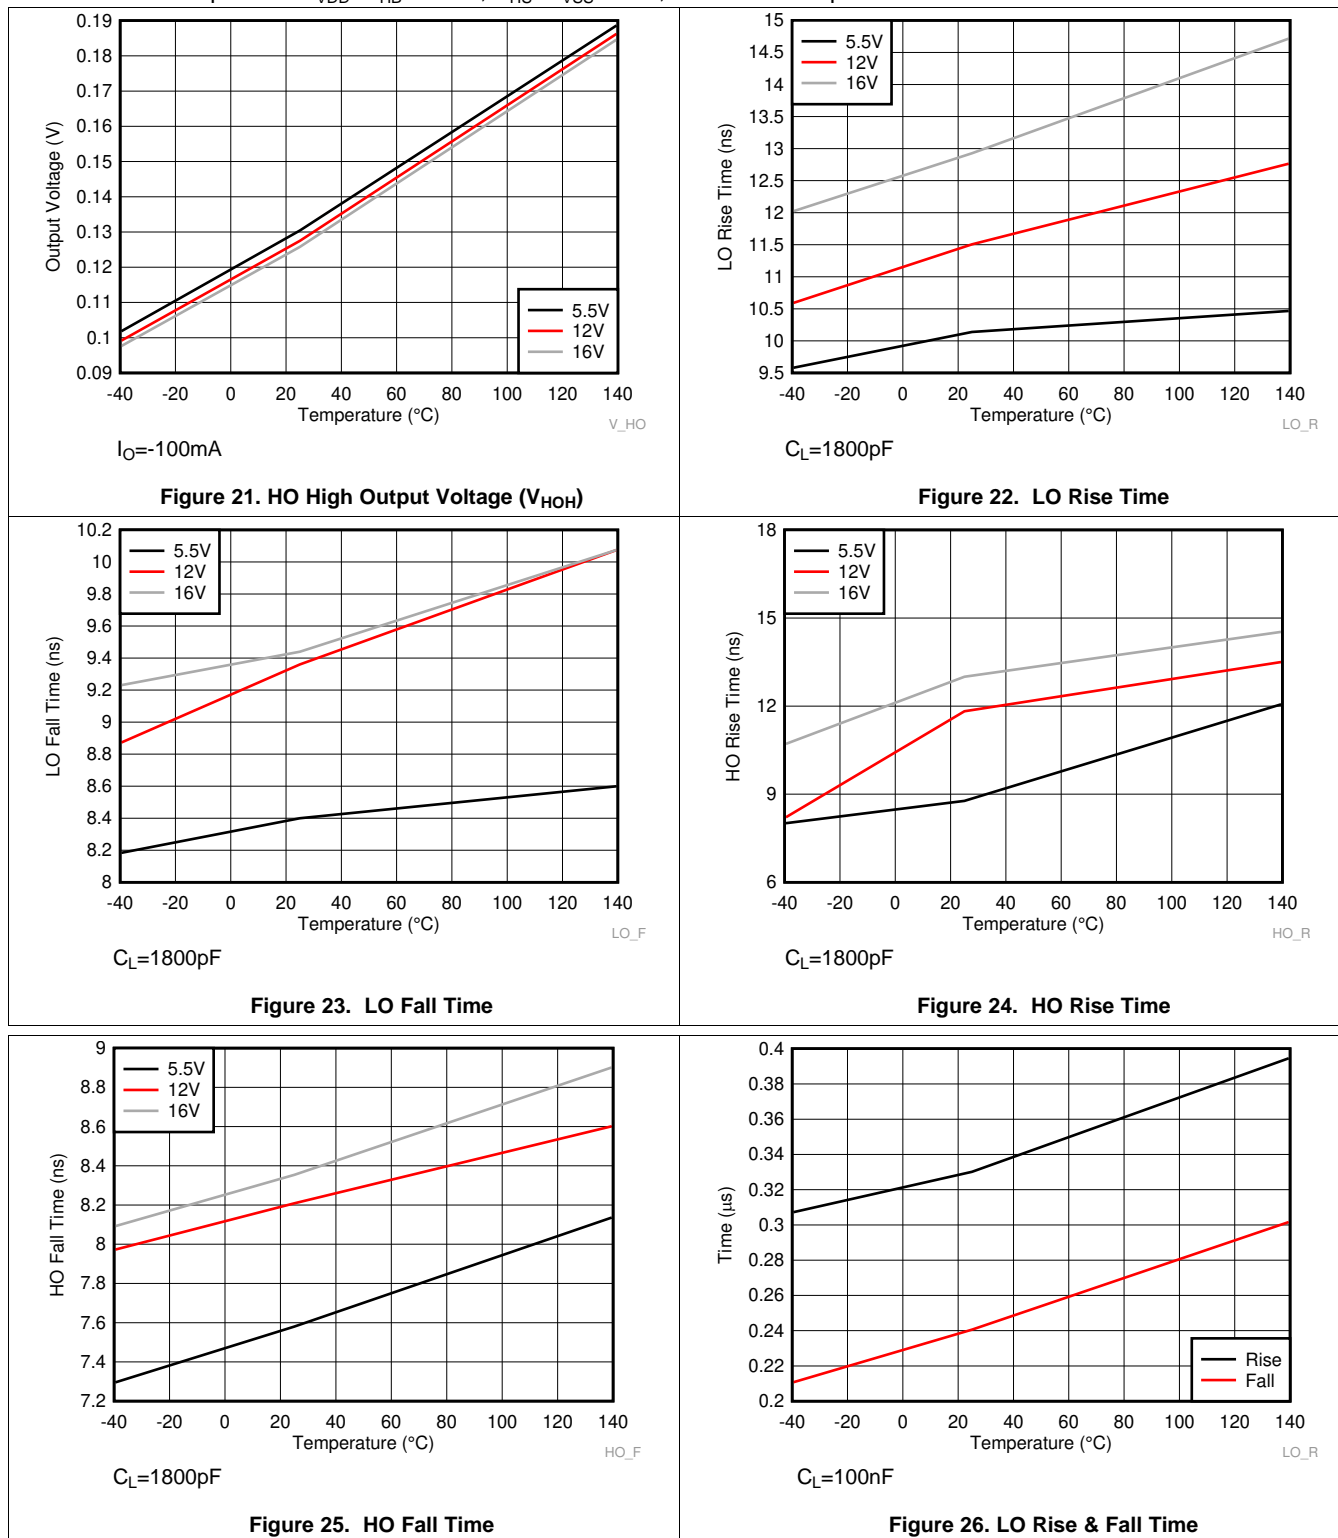 0.19
0.18
0.17
0.16
0.15
0.14
0.13
0.12
0.11
0.1
0.09
Output Voltage (V)
5.5V
12V
16V
-40 -20 0 20 40 60 80 100 120 140
Temperature (°C)
V_HO
I_O=-100mA
Figure 21. HO High Output Voltage (V_HOH)
15
14.5
14
13.5
13
12.5
12
11.5
11
10.5
10
9.5
LO Rise Time (ns)
5.5V
12V
16V
-40 -20 0 20 40 60 80 100 120 140
Temperature (°C)
LO_R
C_L=1800pF
Figure 22. LO Rise Time
10.2
10
9.8
9.6
9.4
9.2
9
8.8
8.6
8.4
8.2
8
LO Fall Time (ns)
5.5V
12V
16V
-40 -20 0 20 40 60 80 100 120 140
Temperature (°C)
LO_F
C_L=1800pF
Figure 23. LO Fall Time
18
15
12
9
6
HO Rise Time (ns)
5.5V
12V
16V
-40 -20 0 20 40 60 80 100 120 140
Temperature (°C)
HO_R
C_L=1800pF
Figure 24. HO Rise Time
9
8.8
8.6
8.4
8.2
8
7.8
7.6
7.4
7.2
HO Fall Time (ns)
5.5V
12V
16V
-40 -20 0 20 40 60 80 100 120 140
Temperature (°C)
HO_F
C_L=1800pF
Figure 25. HO Fall Time
0.4
0.38
0.36
0.34
0.32
0.3
0.28
0.26
0.24
0.22
0.2
Time (μs)
Rise
Fall
-40 -20 0 20 40 60 80 100 120 140
Temperature (°C)
LO_R
C_L=100nF
Figure 26. LO Rise & Fall Time